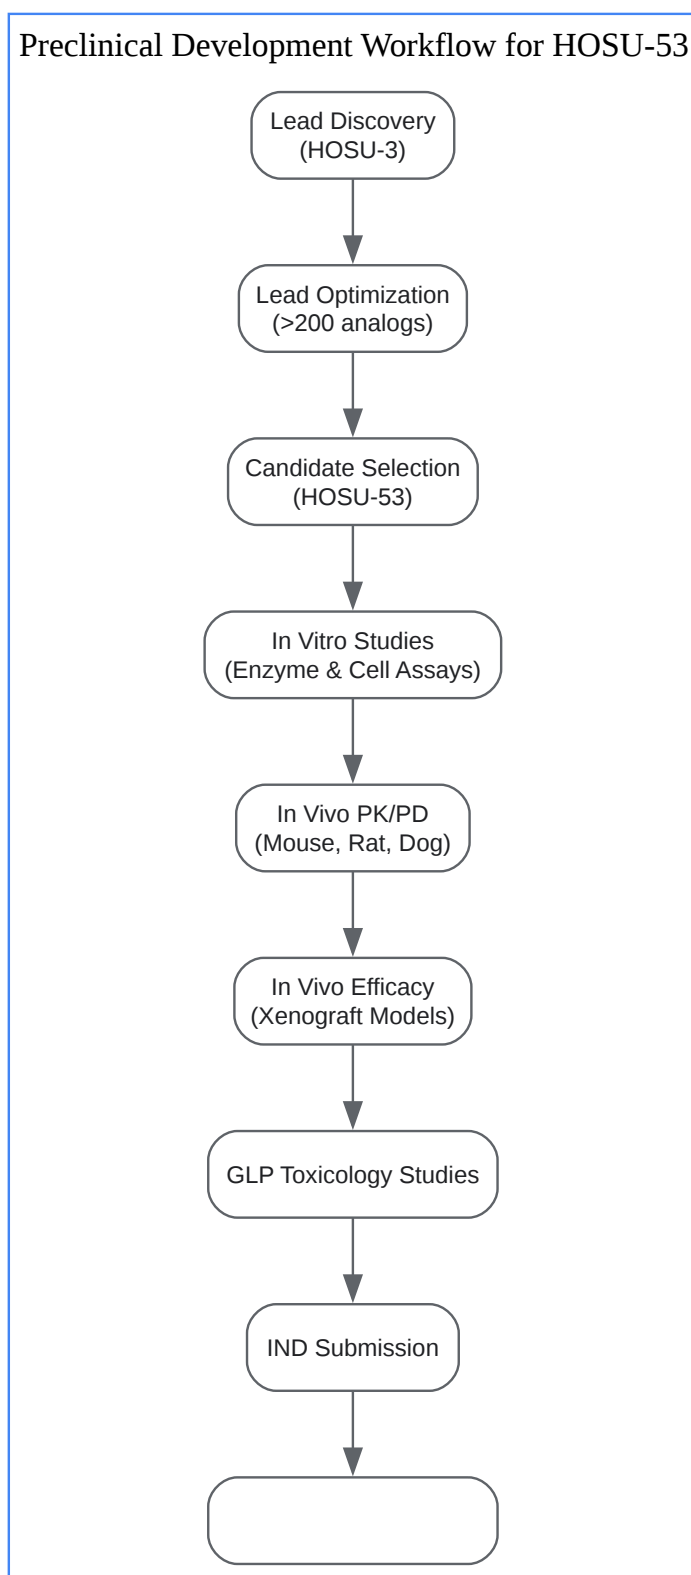 Preclinical Development Workflow for HOSU-53
Lead Discovery
(HOSU-3)
Lead Optimization
(>200 analogs)
Candidate Selection
(HOSU-53)
In Vitro Studies
(Enzyme & Cell Assays)
In Vivo PK/PD
(Mouse, Rat, Dog)
In Vivo Efficacy
(Xenograft Models)
GLP Toxicology Studies
IND Submission